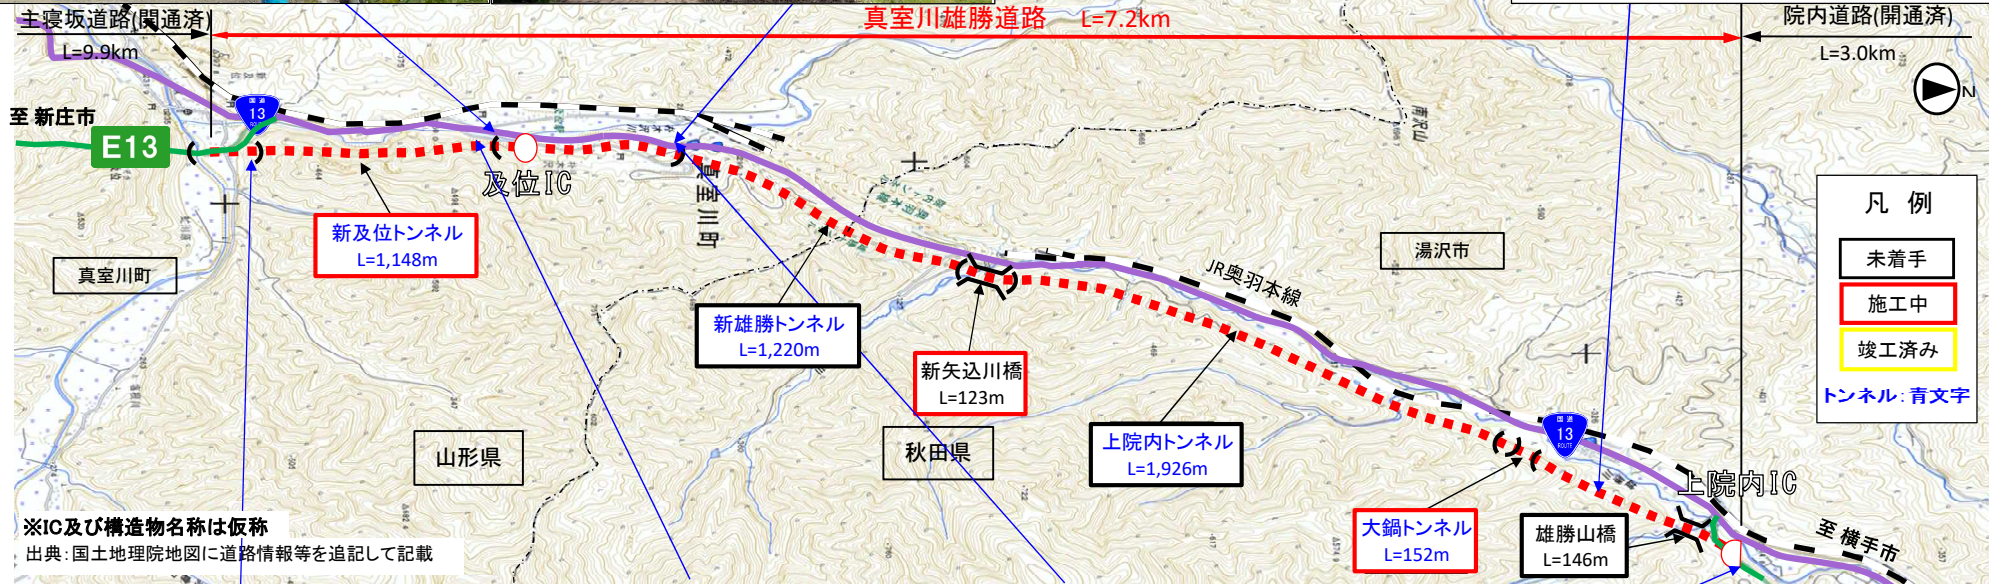 主寝坂道路(開通済)
L=9.9km
真室川雄勝道路 L=7.2km
院内道路(開通済)
L=3.0km
N
至 新庄市
E13
国道
13
ROUTE
及位IC
真室川町
新及位トンネル
L=1,148m
真室川町
新雄勝トンネル
L=1,220m
新矢込川橋
L=123m
JR奥羽本線
湯沢市
上院内トンネル
L=1,926m
山形県
秋田県
国道
13
ROUTE
大鍋トンネル
L=152m
雄勝山橋
L=146m
上院内IC
至 横手市
凡 例
未着手
施工中
竣工済み
トンネル:青文字
※IC及び構造物名称は仮称
出典:国土地理院地図に道路情報等を追記して記載